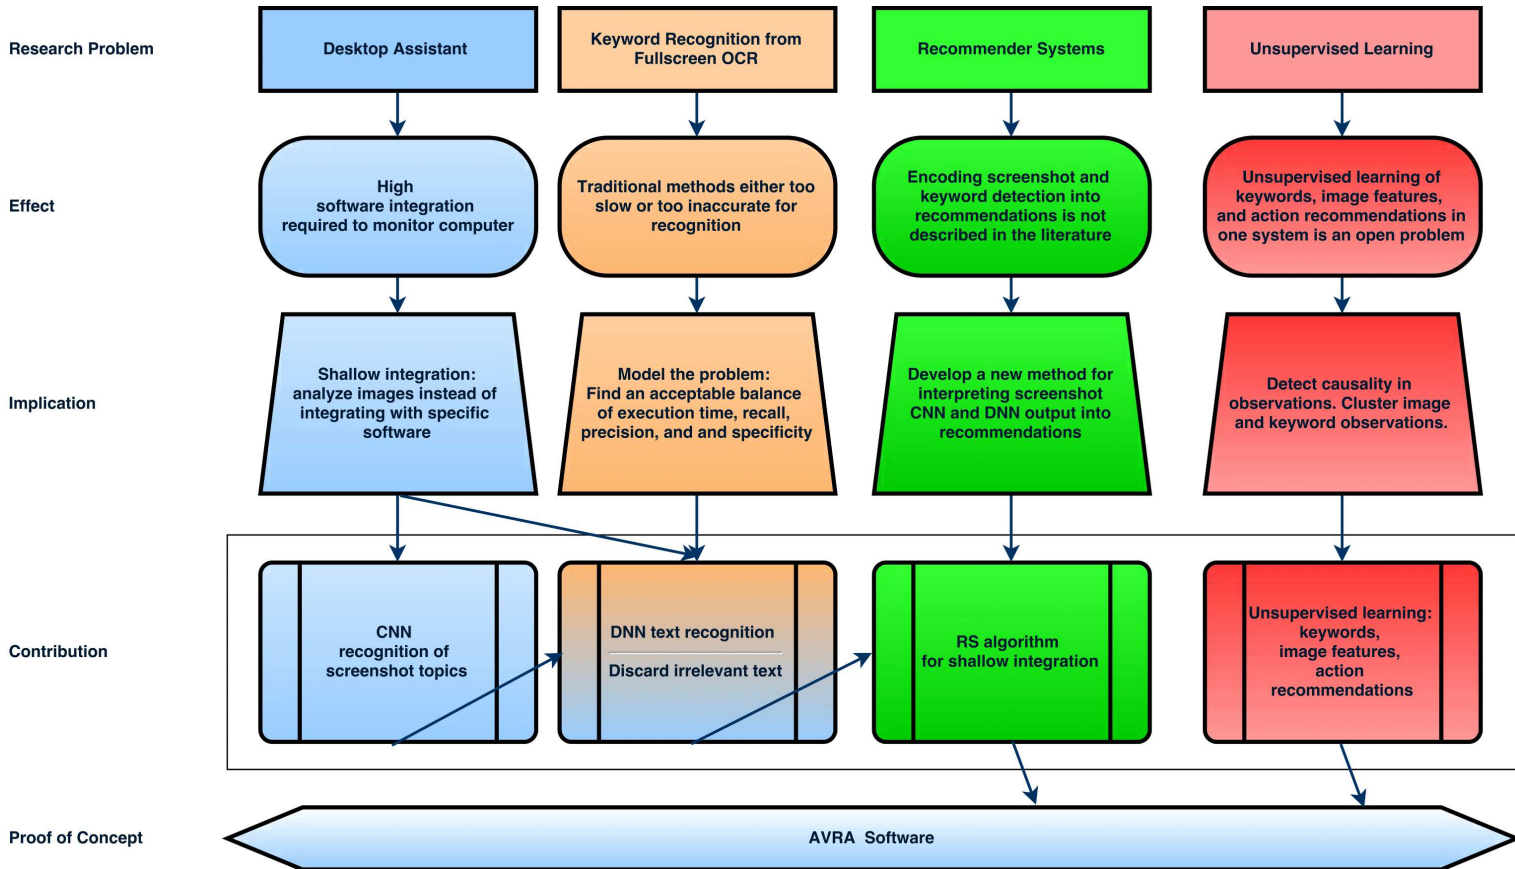 Research Problem
Desktop Assistant
Keyword Recognition from
Fullscreen OCR
Recommender Systems
Unsupervised Learning
Effect
High
software integration
required to monitor computer
Traditional methods either too
slow or too inaccurate for
recognition
Encoding screenshot and
keyword detection into
recommendations is not
described in the literature
Unsupervised learning of
keywords, image features,
and action recommendations in
one system is an open problem
Implication
Shallow integration:
analyze images instead of
integrating with specific
software
Model the problem:
Find an acceptable balance
of execution time, recall,
precision, and and specificity
Develop a new method for
interpreting screenshot
CNN and DNN output into
recommendations
Detect causality in
observations. Cluster image
and keyword observations.
Contribution
CNN
recognition of
screenshot topics
DNN text recognition
Discard irrelevant text
RS algorithm
for shallow integration
Unsupervised learning:
keywords,
image features,
action
recommendations
Proof of Concept
AVRA Software